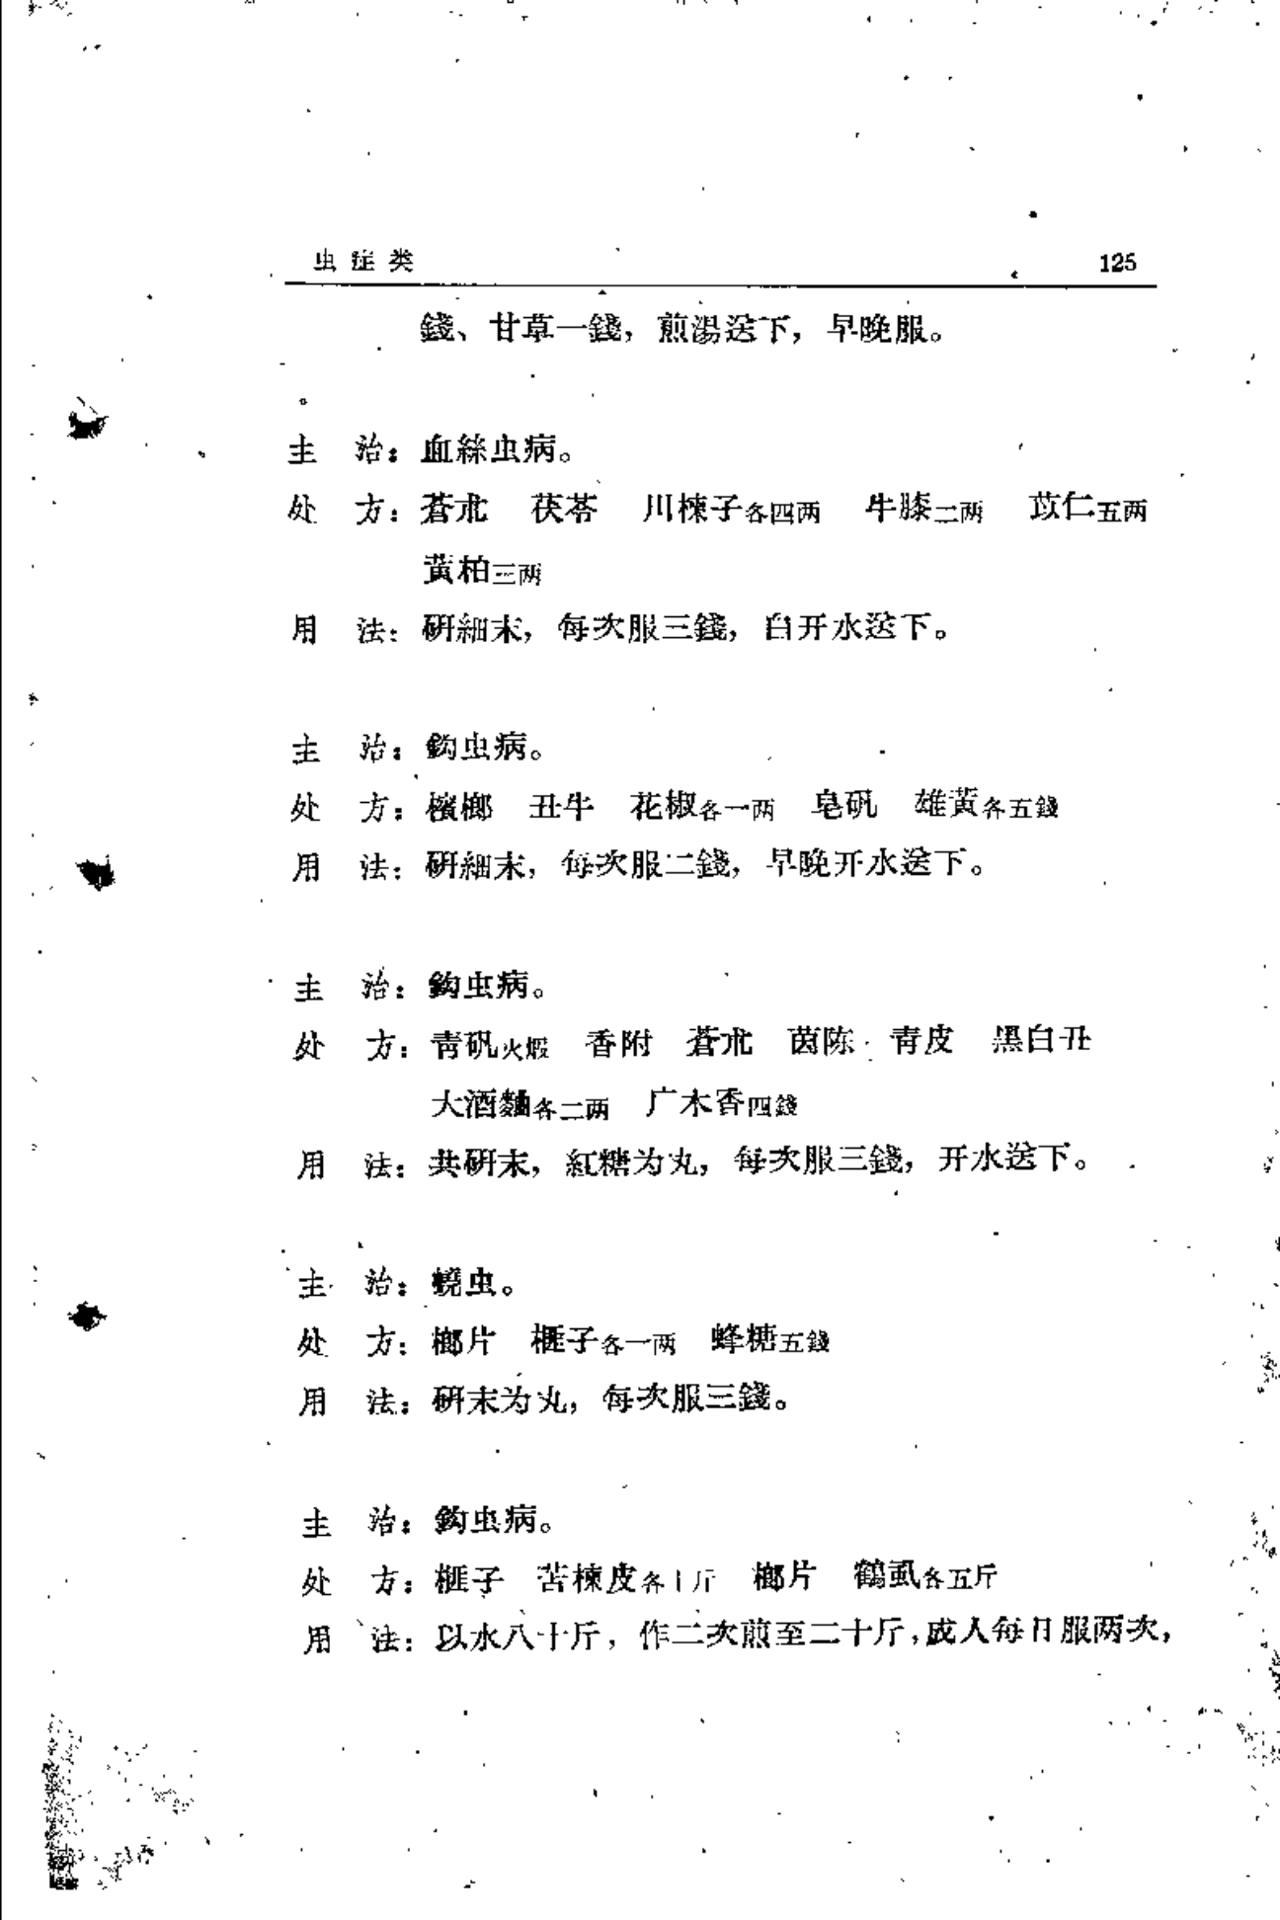 虫症类 125
錢、甘草一錢，煎湯送下，早晚服。
主　治：血絲虫病。
处　方：蒼朮　茯苓　川楝子各四两　牛膝二两　苡仁五两
黄柏三两
用　法：研細末，每次服三錢，白开水送下。
主　治：鈎虫病。
处　方：檳榔　丑牛　花椒各一两　皂矾　雄黄各五錢
用　法：研細末，每次服二錢，早晚开水送下。
主　治：鈎虫病。
处　方：青矾火煅　香附　蒼朮　茵陈　青皮　黑白丑
大酒麯各二两　广木香四錢
用　法：共研末，紅糖为丸，每次服三錢，开水送下。
主　治：蟯虫。
处　方：榔片　榧子各一两　蜂糖五錢
用　法：研末为丸，每次服三錢。
主　治：鈎虫病。
处　方：榧子　苦楝皮各十斤　榔片　鶴虱各五斤
用　法：以水八十斤，作二次煎至二十斤，成人每日服两次，